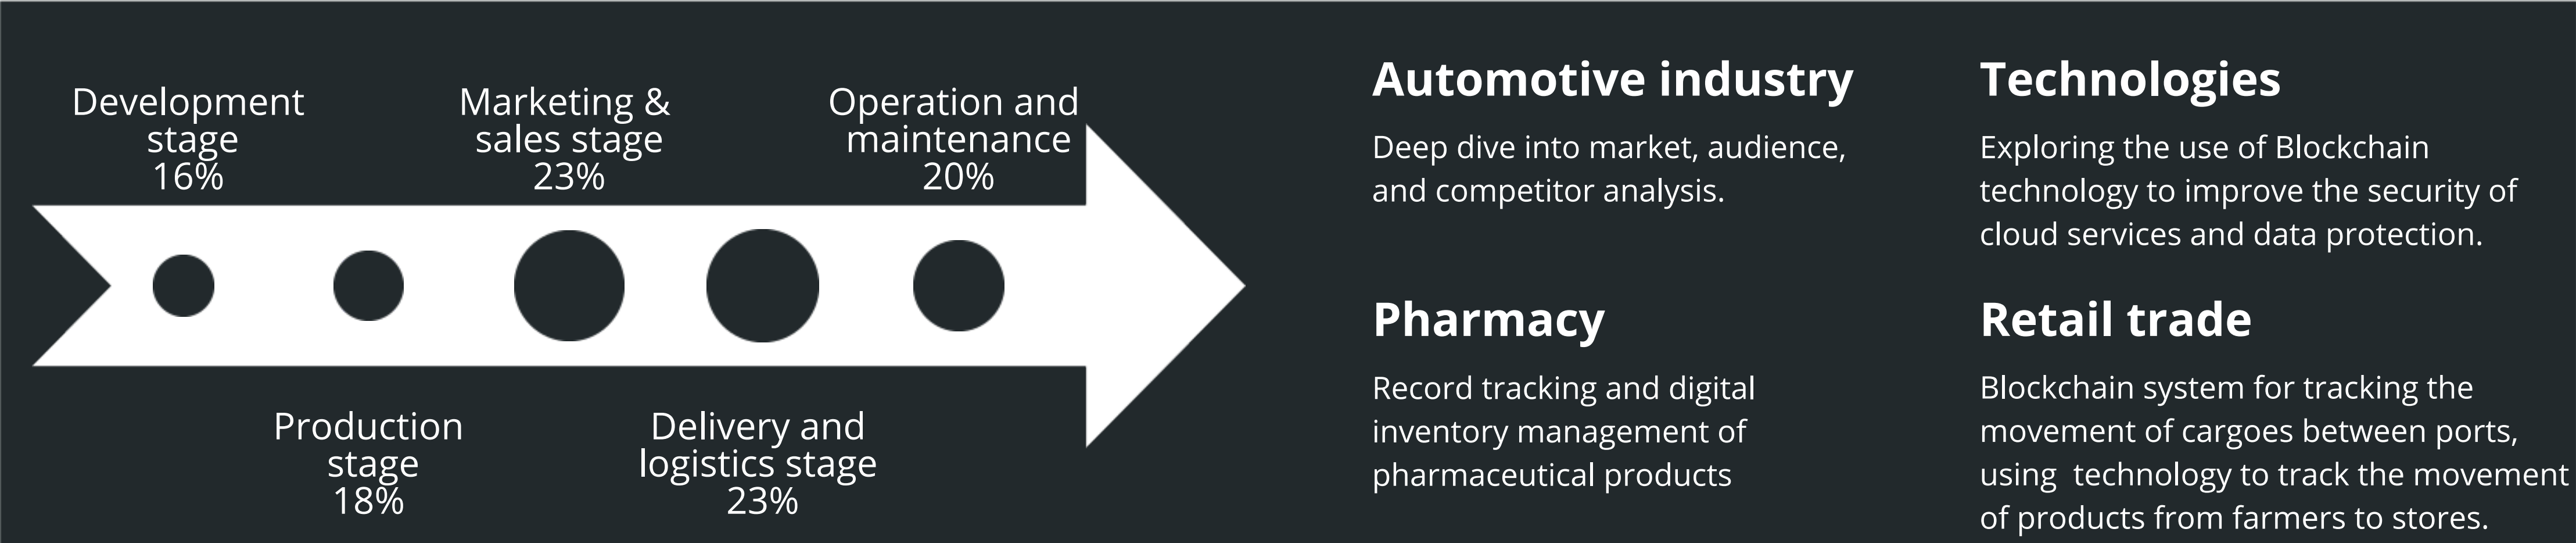 Development
stage
16%
Marketing &
sales stage
23%
Operation and
maintenance
20%
Production
stage
18%
Delivery and
logistics stage
23%
Automotive industry
Deep dive into market, audience,
and competitor analysis.
Technologies
Exploring the use of Blockchain
technology to improve the security of
cloud services and data protection.
Pharmacy
Record tracking and digital
inventory management of
pharmaceutical products
Retail trade
Blockchain system for tracking the
movement of cargoes between ports,
using  technology to track the movement
of products from farmers to stores.